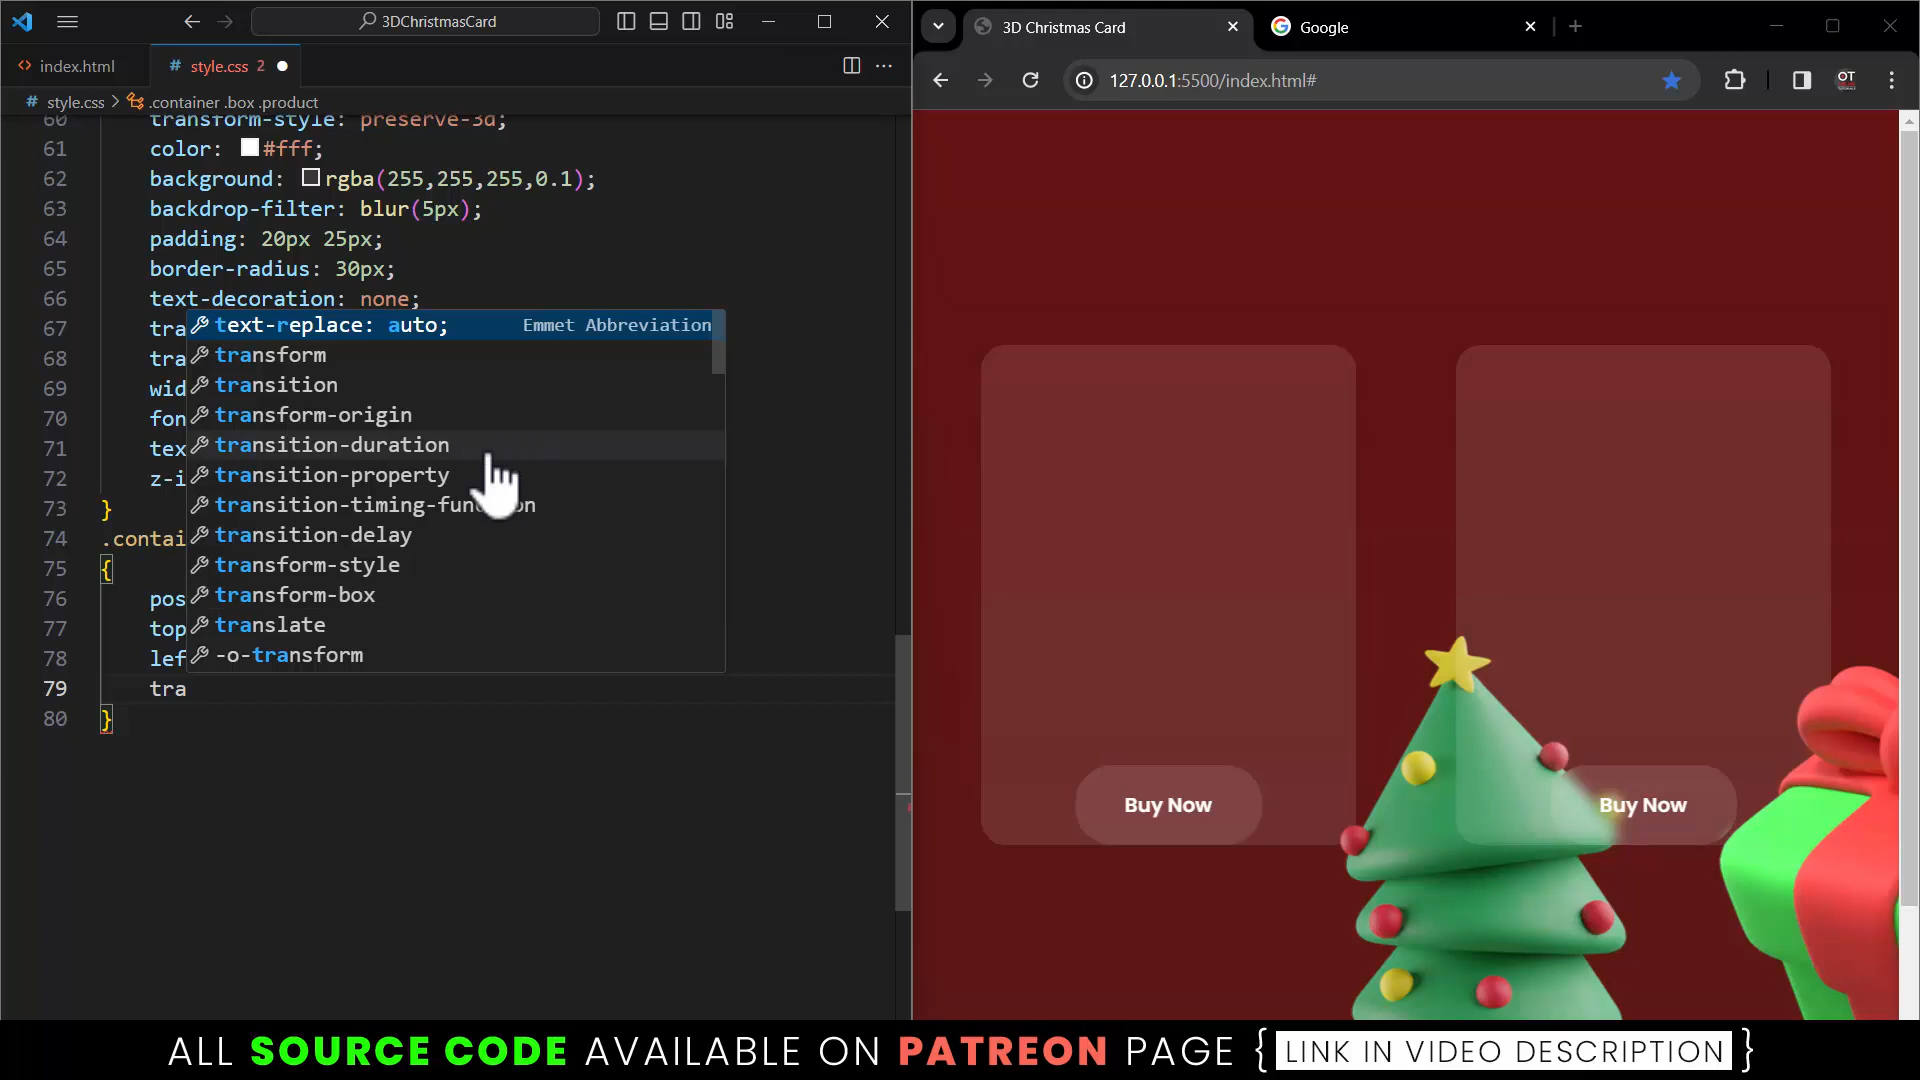 3DChristmasCard
index.html
# style.css 2
# style.css > .container .box .product
60 transform-style: preserve-3d;
61 color: #fff;
62 background: rgba(255,255,255,0.1);
63 backdrop-filter: blur(5px);
64 padding: 20px 25px;
65 border-radius: 30px;
66 text-decoration: none;
67 tra
68 tra
69 wid
70 fon
71 tex
72 z-i
73 }
74 .contai
75 {
76 pos
77 top
78 lef
79 tra
80 }
text-replace: auto; Emmet Abbreviation
transform
transition
transform-origin
transition-duration
transition-property
transition-timing-function
transition-delay
transform-style
transform-box
translate
-o-transform
3D Christmas Card
Google
127.0.0.1:5500/index.html#
OT
Buy Now
Buy Now
ALL SOURCE CODE AVAILABLE ON PATREON PAGE { LINK IN VIDEO DESCRIPTION }